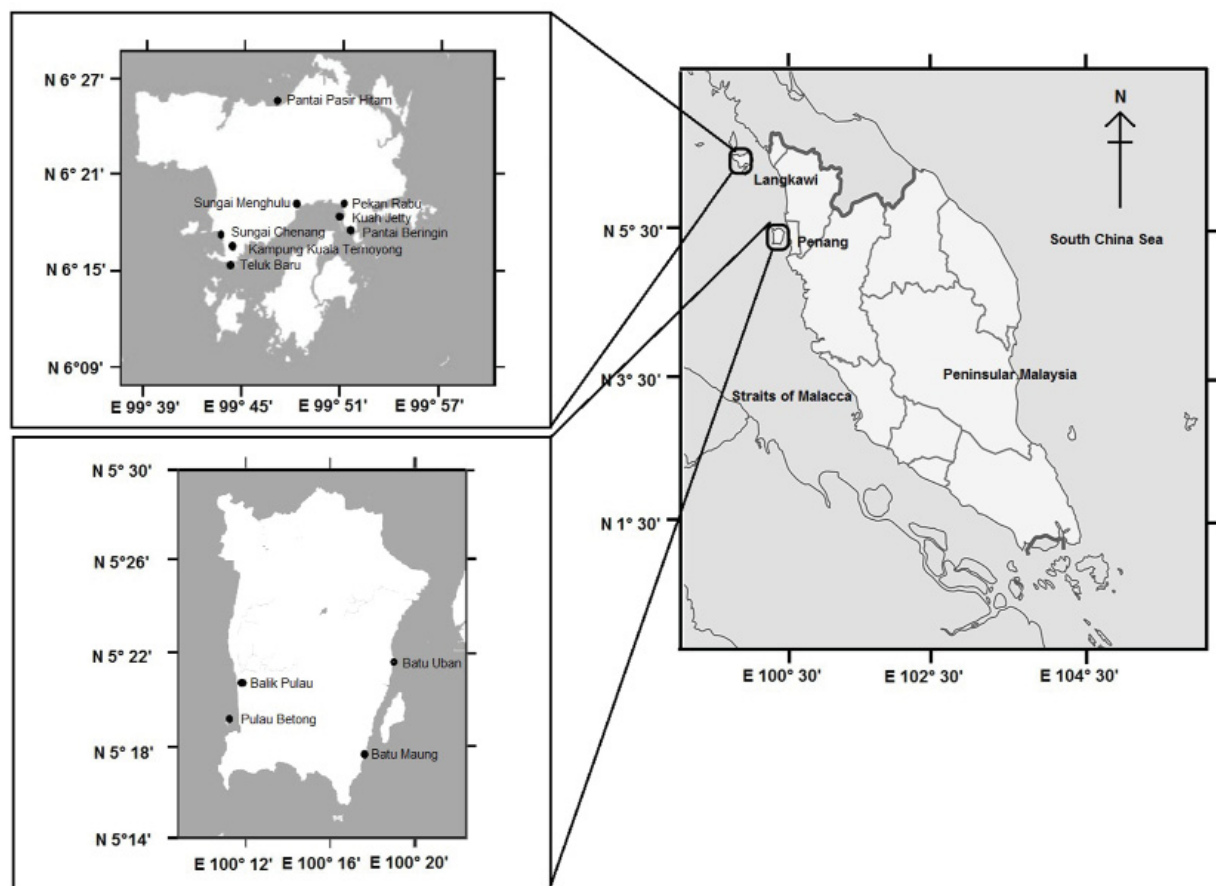 N 6° 27'
Pantai Pasir Hitam
N 6° 21'
Sungai Menghulu
Pekan Rabu
Kuah Jetty
Sungai Chenang
Pantai Beringin
Kampung Kuala Temoyong
N 6° 15'
Teluk Baru
N 6°09'
E 99° 39'
E 99° 45'
E 99° 51'
E 99° 57'
N 5° 30'
N 5°26'
N 5°22'
Batu Uban
Balik Pulau
Pulau Betong
N 5° 18'
Batu Maung
N 5°14'
E 100° 12'
E 100° 16'
E 100° 20'
N
Langkawi
N 5° 30'
Penang
South China Sea
N 3° 30'
Peninsular Malaysia
Straits of Malacca
N 1° 30'
E 100° 30'
E 102° 30'
E 104° 30'